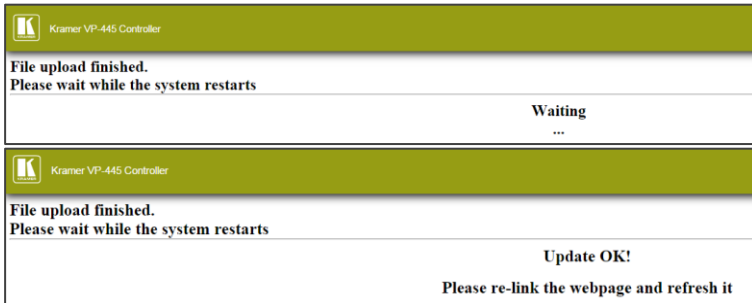 Kramer VP-445 Controller
File upload finished.
Please wait while the system restarts
Waiting
...
Kramer VP-445 Controller
File upload finished.
Please wait while the system restarts
Update OK!
Please re-link the webpage and refresh it